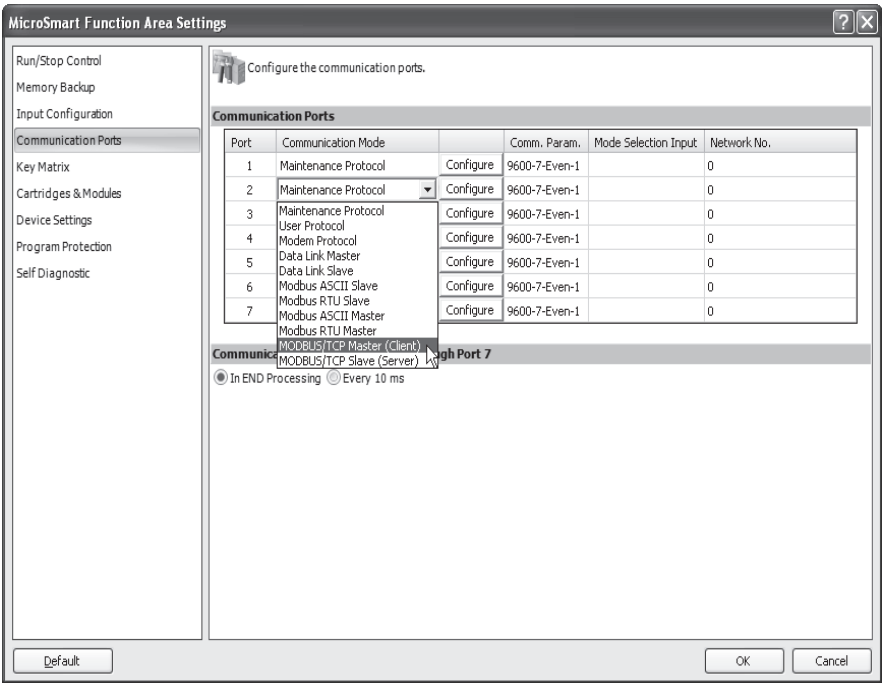 MicroSmart Function Area Settings
Run/Stop Control
Memory Backup
Input Configuration
Communication Ports
Key Matrix
Cartridges & Modules
Device Settings
Program Protection
Self Diagnostic
Configure the communication ports.
Communication Ports
Port Communication Mode Comm. Param. Mode Selection Input Network No.
1 Maintenance Protocol Configure 9600-7-Even-1 0
2 Maintenance Protocol Configure 9600-7-Even-1 0
3 Configure 9600-7-Even-1 0
4 Configure 9600-7-Even-1 0
5 Configure 9600-7-Even-1 0
6 Configure 9600-7-Even-1 0
7 Configure 9600-7-Even-1 0
Maintenance Protocol
User Protocol
Modem Protocol
Data Link Master
Data Link Slave
Modbus ASCII Slave
Modbus RTU Slave
Modbus ASCII Master
Modbus RTU Master
MODBUS/TCP Master (Client)
MODBUS/TCP Slave (Server)
Port 7
In END Processing Every 10 ms
Default OK Cancel